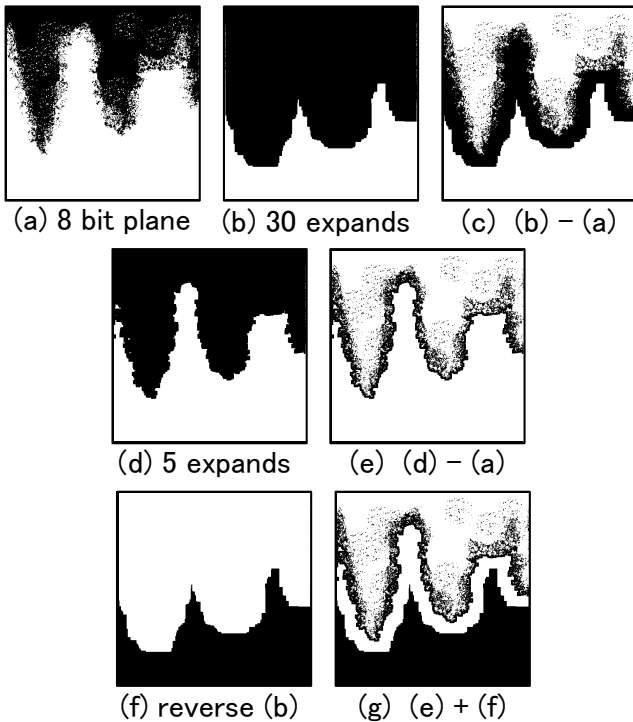 (a) 8 bit plane
(b) 30 expands
(c) (b) − (a)
(d) 5 expands
(e) (d) − (a)
(f) reverse (b)
(g) (e) + (f)